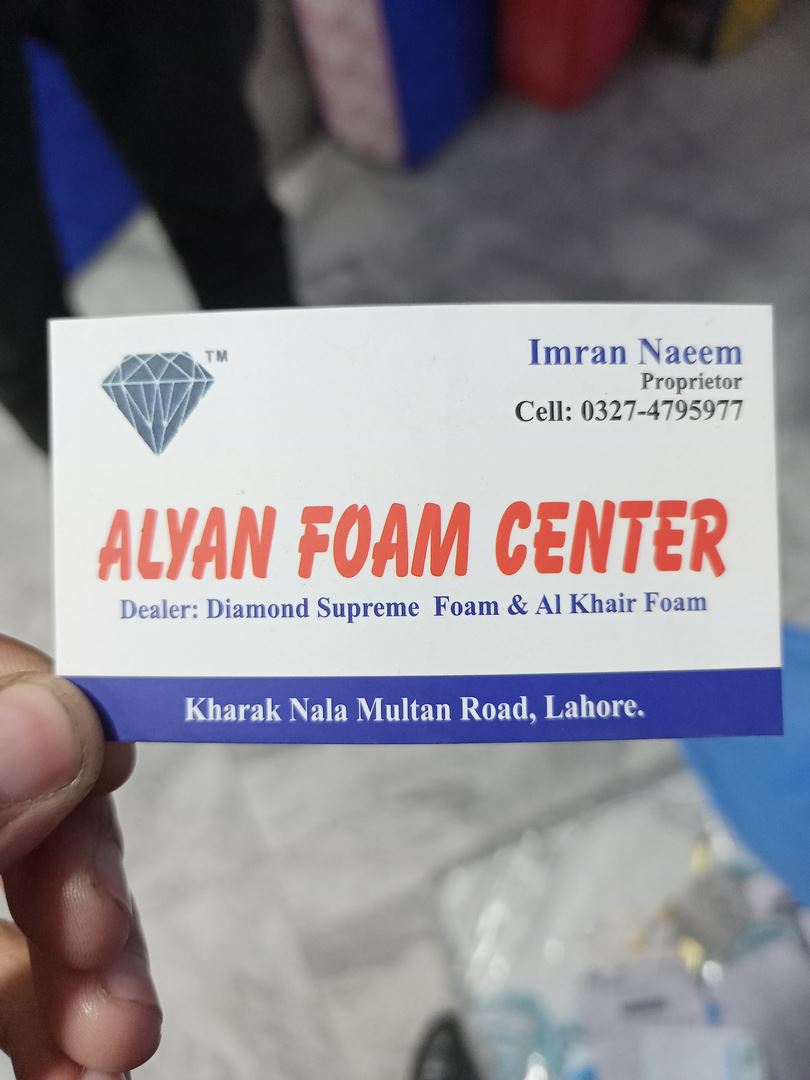 TM
Imran Naeem
Proprietor
Cell: 0327-4795977
ALYAN FOAM CENTER
Dealer: Diamond Supreme Foam & Al Khair Foam
Kharak Nala Multan Road, Lahore.